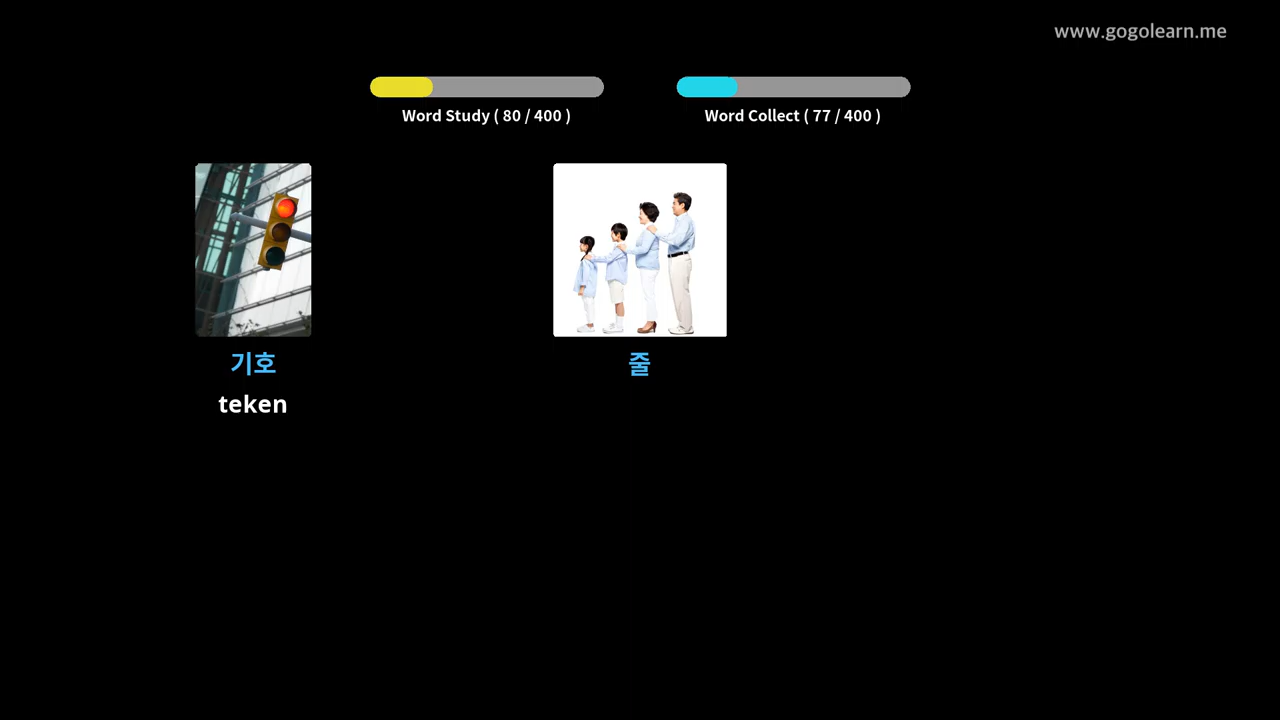 www.gogolearn.me
Word Study ( 80 / 400 )
Word Collect ( 77 / 400 )
기호
teken
줄